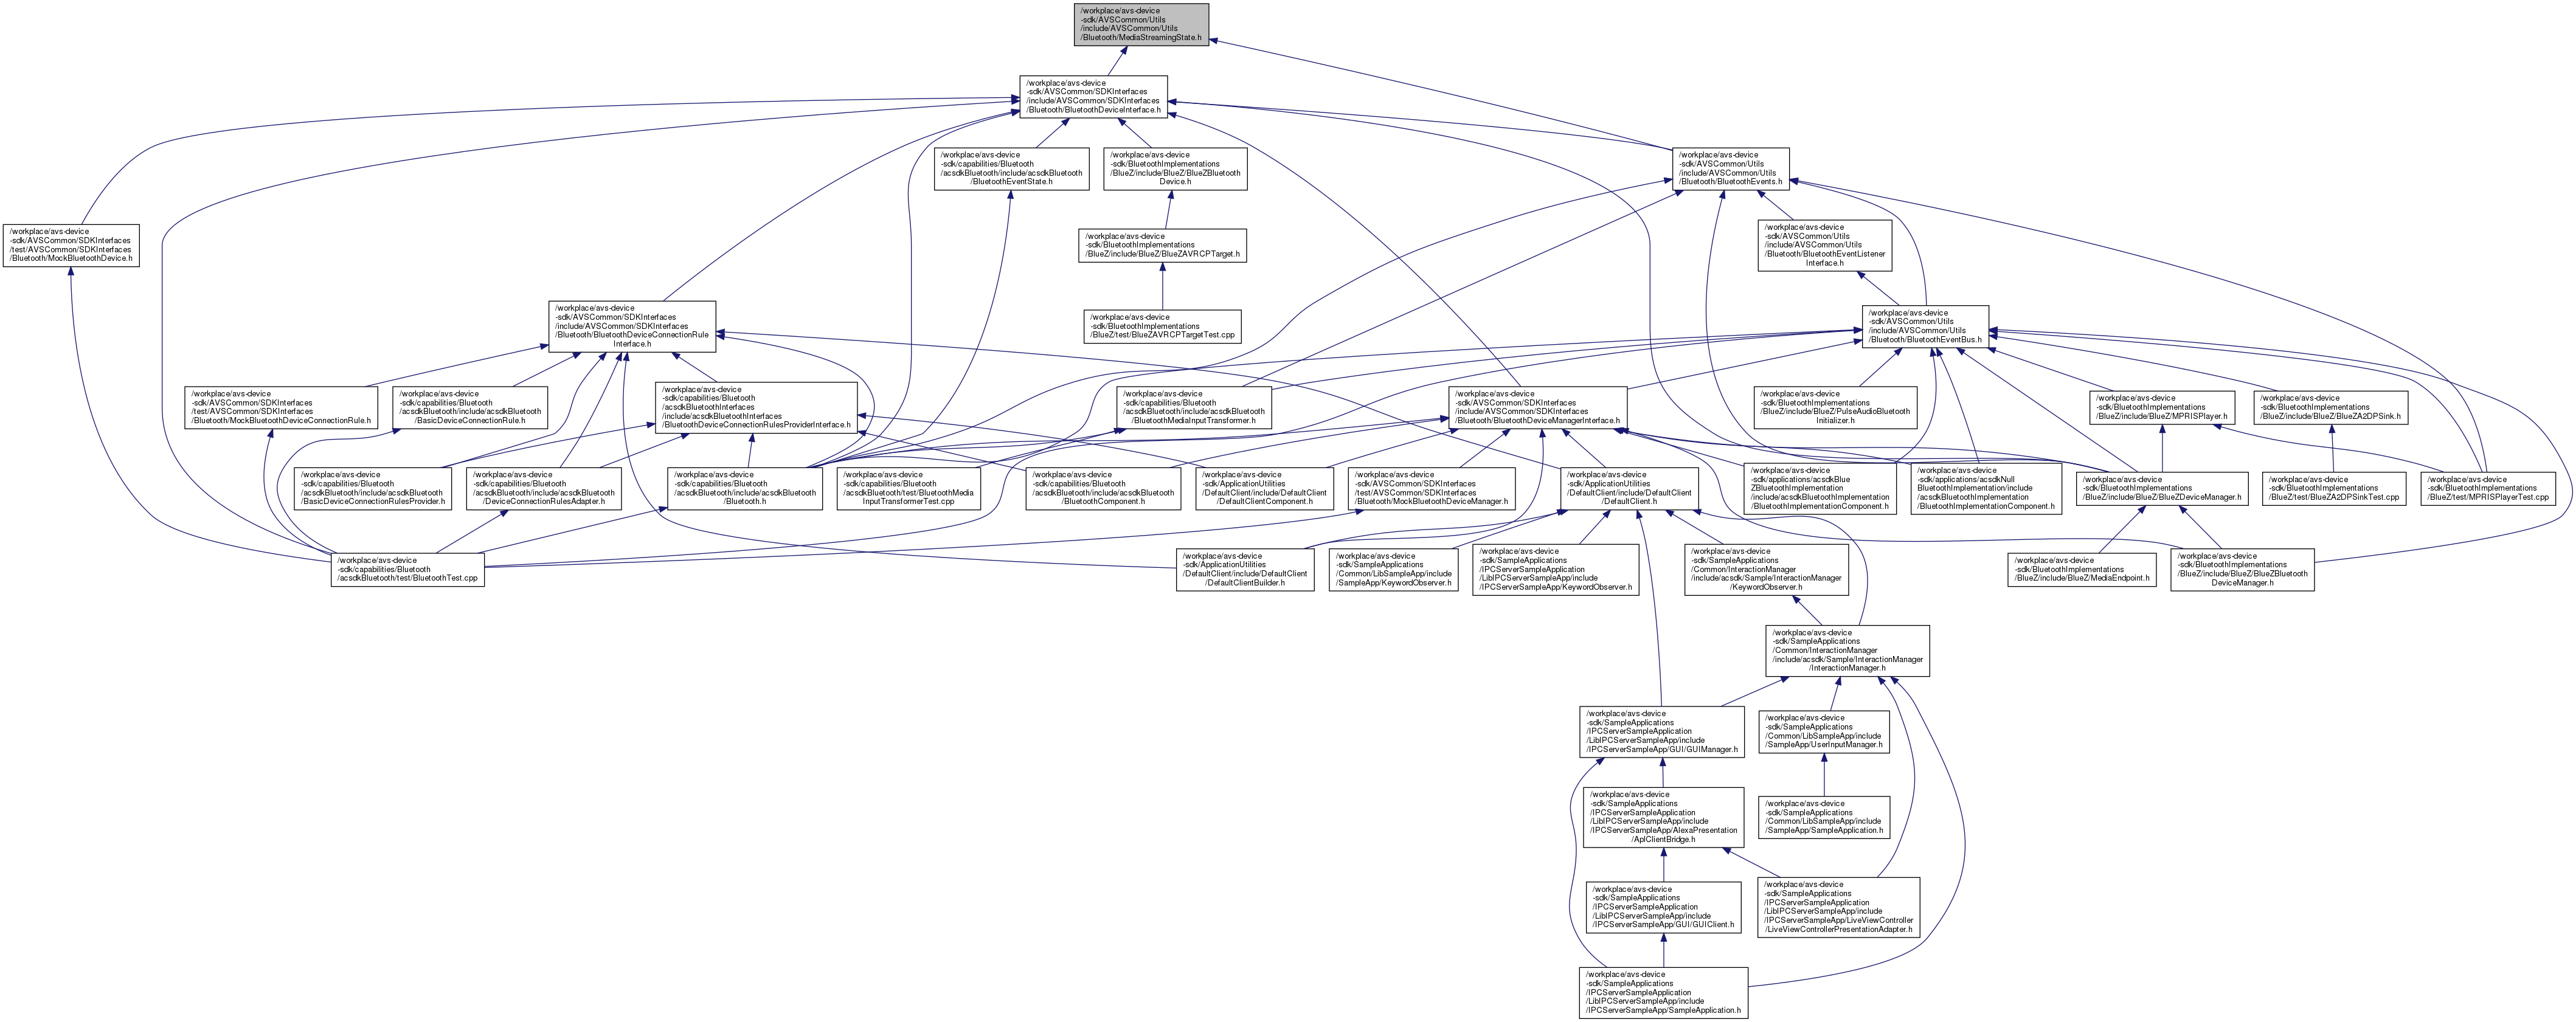 /workplace/avs-device
-sdk/AVSCommon/Utils
/include/AVSCommon/Utils
/Bluetooth/MediaStreamingState.h
/workplace/avs-device
-sdk/AVSCommon/SDKInterfaces
/include/AVSCommon/SDKInterfaces
/Bluetooth/BluetoothDeviceInterface.h
/workplace/avs-device
-sdk/capabilities/Bluetooth
/acsdkBluetooth/include/acsdkBluetooth
/BluetoothEventState.h
/workplace/avs-device
-sdk/BluetoothImplementations
/BlueZ/include/BlueZ/BlueZBluetooth
Device.h
/workplace/avs-device
-sdk/AVSCommon/Utils
/include/AVSCommon/Utils
/Bluetooth/BluetoothEvents.h
/workplace/avs-device
-sdk/AVSCommon/SDKInterfaces
/test/AVSCommon/SDKInterfaces
/Bluetooth/MockBluetoothDevice.h
/workplace/avs-device
-sdk/BluetoothImplementations
/BlueZ/include/BlueZ/BlueZAVRCPTarget.h
/workplace/avs-device
-sdk/AVSCommon/Utils
/include/AVSCommon/Utils
/Bluetooth/BluetoothEventListener
Interface.h
/workplace/avs-device
-sdk/AVSCommon/SDKInterfaces
/include/AVSCommon/SDKInterfaces
/Bluetooth/BluetoothDeviceConnectionRule
Interface.h
/workplace/avs-device
-sdk/BluetoothImplementations
/BlueZ/test/BlueZAVRCPTargetTest.cpp
/workplace/avs-device
-sdk/AVSCommon/Utils
/include/AVSCommon/Utils
/Bluetooth/BluetoothEventBus.h
/workplace/avs-device
-sdk/AVSCommon/SDKInterfaces
/test/AVSCommon/SDKInterfaces
/Bluetooth/MockBluetoothDeviceConnectionRule.h
/workplace/avs-device
-sdk/capabilities/Bluetooth
/acsdkBluetooth/include/acsdkBluetooth
/BasicDeviceConnectionRule.h
/workplace/avs-device
-sdk/capabilities/Bluetooth
/acsdkBluetoothInterfaces
/include/acsdkBluetoothInterfaces
/BluetoothDeviceConnectionRulesProviderInterface.h
/workplace/avs-device
-sdk/capabilities/Bluetooth
/acsdkBluetooth/include/acsdkBluetooth
/BluetoothMediaInputTransformer.h
/workplace/avs-device
-sdk/AVSCommon/SDKInterfaces
/include/AVSCommon/SDKInterfaces
/Bluetooth/BluetoothDeviceManagerInterface.h
/workplace/avs-device
-sdk/BluetoothImplementations
/BlueZ/include/BlueZ/PulseAudioBluetooth
Initializer.h
/workplace/avs-device
-sdk/BluetoothImplementations
/BlueZ/include/BlueZ/MPRISPlayer.h
/workplace/avs-device
-sdk/BluetoothImplementations
/BlueZ/include/BlueZ/BlueZA2DPSink.h
/workplace/avs-device
-sdk/capabilities/Bluetooth
/acsdkBluetooth/include/acsdkBluetooth
/BasicDeviceConnectionRulesProvider.h
/workplace/avs-device
-sdk/capabilities/Bluetooth
/acsdkBluetooth/include/acsdkBluetooth
/DeviceConnectionRulesAdapter.h
/workplace/avs-device
-sdk/capabilities/Bluetooth
/acsdkBluetooth/include/acsdkBluetooth
/Bluetooth.h
/workplace/avs-device
-sdk/capabilities/Bluetooth
/acsdkBluetooth/test/BluetoothMedia
InputTransformerTest.cpp
/workplace/avs-device
-sdk/capabilities/Bluetooth
/acsdkBluetooth/include/acsdkBluetooth
/BluetoothComponent.h
/workplace/avs-device
-sdk/ApplicationUtilities
/DefaultClient/include/DefaultClient
/DefaultClientComponent.h
/workplace/avs-device
-sdk/AVSCommon/SDKInterfaces
/test/AVSCommon/SDKInterfaces
/Bluetooth/MockBluetoothDeviceManager.h
/workplace/avs-device
-sdk/ApplicationUtilities
/DefaultClient/include/DefaultClient
/DefaultClient.h
/workplace/avs-device
-sdk/applications/acsdkBlue
ZBluetoothImplementation
/include/acsdkBluetoothImplementation
/BluetoothImplementationComponent.h
/workplace/avs-device
-sdk/applications/acsdkNull
BluetoothImplementation/include
/acsdkBluetoothImplementation
/BluetoothImplementationComponent.h
/workplace/avs-device
-sdk/BluetoothImplementations
/BlueZ/include/BlueZ/BlueZDeviceManager.h
/workplace/avs-device
-sdk/BluetoothImplementations
/BlueZ/test/BlueZA2DPSinkTest.cpp
/workplace/avs-device
-sdk/BluetoothImplementations
/BlueZ/test/MPRISPlayerTest.cpp
/workplace/avs-device
-sdk/capabilities/Bluetooth
/acsdkBluetooth/test/BluetoothTest.cpp
/workplace/avs-device
-sdk/ApplicationUtilities
/DefaultClient/include/DefaultClient
/DefaultClientBuilder.h
/workplace/avs-device
-sdk/SampleApplications
/Common/LibSampleApp/include
/SampleApp/KeywordObserver.h
/workplace/avs-device
-sdk/SampleApplications
/IPCServerSampleApplication
/LibIPCServerSampleApp/include
/IPCServerSampleApp/KeywordObserver.h
/workplace/avs-device
-sdk/SampleApplications
/Common/InteractionManager
/include/acsdk/Sample/InteractionManager
/KeywordObserver.h
/workplace/avs-device
-sdk/BluetoothImplementations
/BlueZ/include/BlueZ/MediaEndpoint.h
/workplace/avs-device
-sdk/BluetoothImplementations
/BlueZ/include/BlueZ/BlueZBluetooth
DeviceManager.h
/workplace/avs-device
-sdk/SampleApplications
/Common/InteractionManager
/include/acsdk/Sample/InteractionManager
/InteractionManager.h
/workplace/avs-device
-sdk/SampleApplications
/IPCServerSampleApplication
/LibIPCServerSampleApp/include
/IPCServerSampleApp/GUI/GUIManager.h
/workplace/avs-device
-sdk/SampleApplications
/Common/LibSampleApp/include
/SampleApp/UserInputManager.h
/workplace/avs-device
-sdk/SampleApplications
/IPCServerSampleApplication
/LibIPCServerSampleApp/include
/IPCServerSampleApp/AlexaPresentation
/AplClientBridge.h
/workplace/avs-device
-sdk/SampleApplications
/Common/LibSampleApp/include
/SampleApp/SampleApplication.h
/workplace/avs-device
-sdk/SampleApplications
/IPCServerSampleApplication
/LibIPCServerSampleApp/include
/IPCServerSampleApp/GUI/GUIClient.h
/workplace/avs-device
-sdk/SampleApplications
/IPCServerSampleApplication
/LibIPCServerSampleApp/include
/IPCServerSampleApp/LiveViewController
/LiveViewControllerPresentationAdapter.h
/workplace/avs-device
-sdk/SampleApplications
/IPCServerSampleApplication
/LibIPCServerSampleApp/include
/IPCServerSampleApp/SampleApplication.h